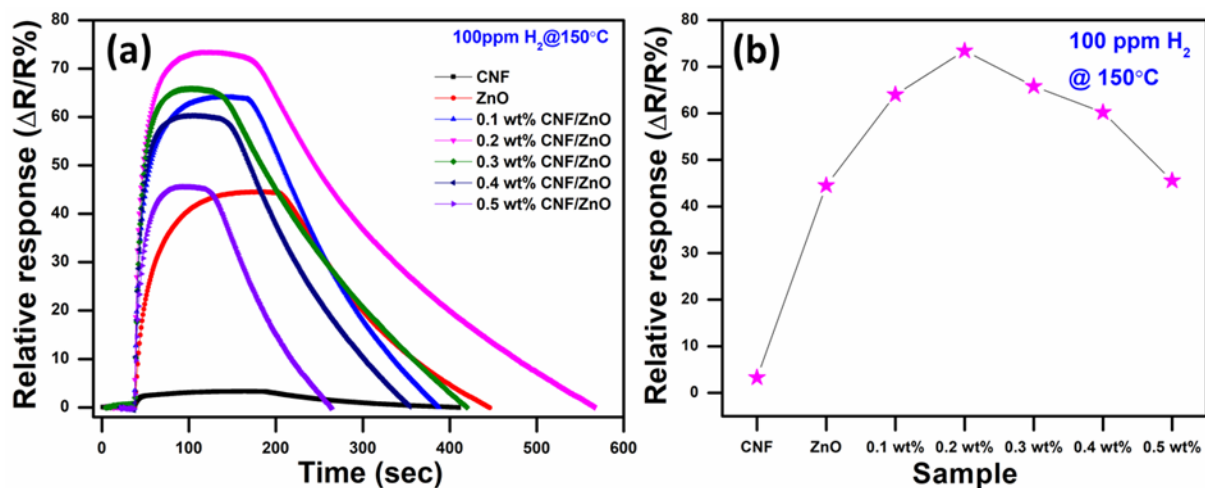 (a)
100ppm H₂@150°C
CNF
ZnO
0.1 wt% CNF/ZnO
0.2 wt% CNF/ZnO
0.3 wt% CNF/ZnO
0.4 wt% CNF/ZnO
0.5 wt% CNF/ZnO
Relative response (ΔR/R%)
80
70
60
50
40
30
20
10
0
0 100 200 300 400 500 600
Time (sec)
(b)
100 ppm H₂
@ 150°C
Relative response (ΔR/R%)
80
70
60
50
40
30
20
10
0
CNF ZnO 0.1 wt% 0.2 wt% 0.3 wt% 0.4 wt% 0.5 wt%
Sample